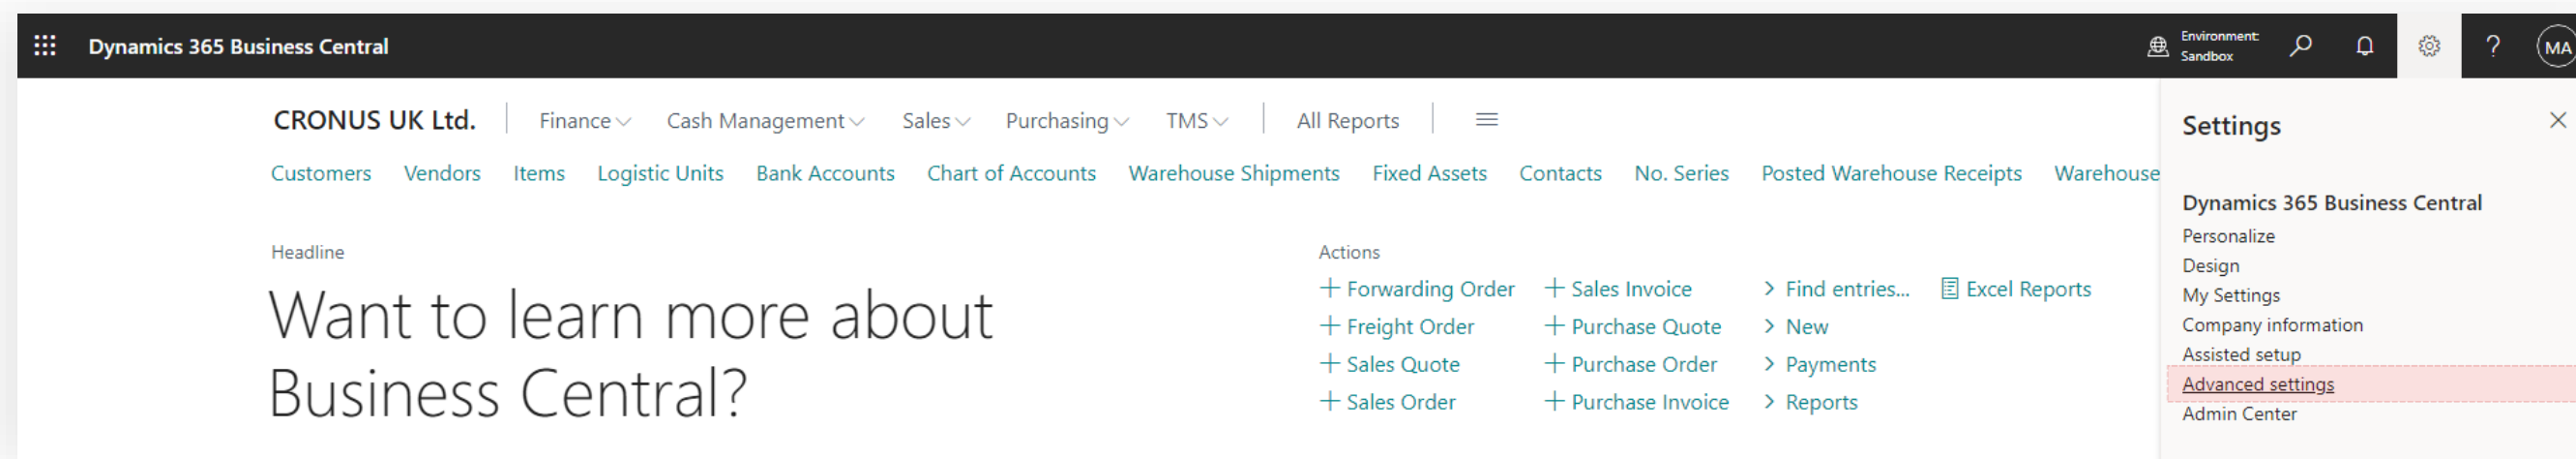 Dynamics 365 Business Central
Environment:
Sandbox
?
MA
CRONUS UK Ltd.
Finance
Cash Management
Sales
Purchasing
TMS
All Reports
Customers
Vendors
Items
Logistic Units
Bank Accounts
Chart of Accounts
Warehouse Shipments
Fixed Assets
Contacts
No. Series
Posted Warehouse Receipts
Warehouse
Headline
Want to learn more about
Business Central?
Actions
Forwarding Order
Freight Order
Sales Quote
Sales Order
Sales Invoice
Purchase Quote
Purchase Order
Purchase Invoice
Find entries...
New
Payments
Reports
Excel Reports
Settings
Dynamics 365 Business Central
Personalize
Design
My Settings
Company information
Assisted setup
Advanced settings
Admin Center